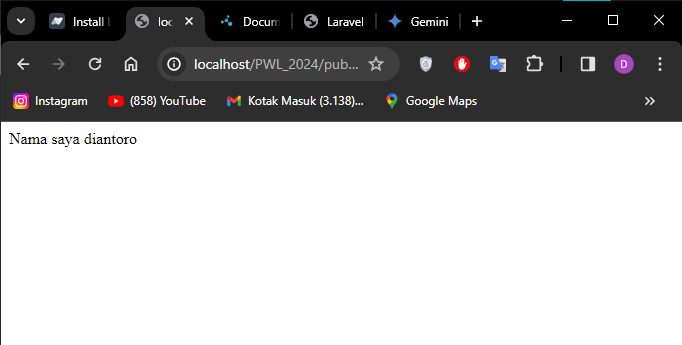 Install
loc
Docum
Laravel
Gemini
localhost/PWL_2024/pub...
D
Instagram
(858) YouTube
Kotak Masuk (3.138)...
Google Maps
Nama saya diantoro